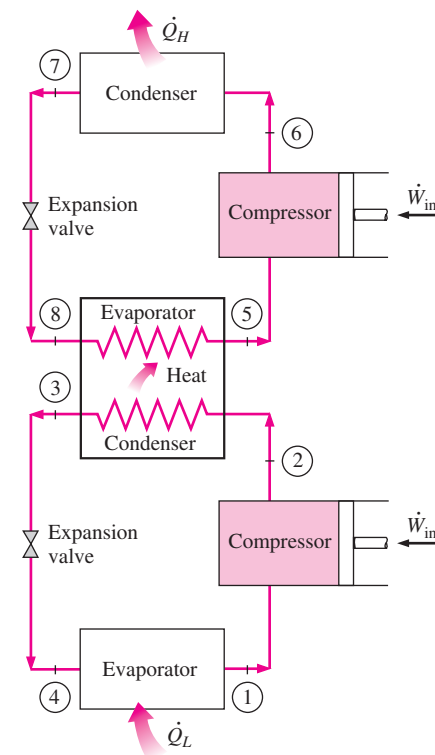 Q̇H
7
Condenser
6
Expansion
valve
Compressor
Ẇin
8
Evaporator
5
Heat
3
Condenser
2
Expansion
valve
Compressor
Ẇin
Evaporator
4
1
Q̇L